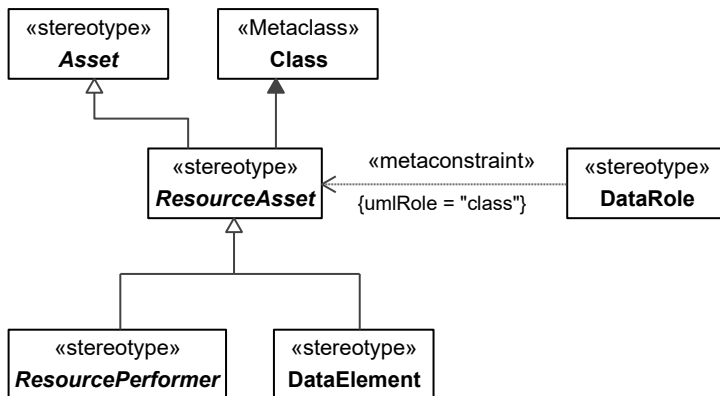 «stereotype»
Asset
«Metaclass»
Class
«stereotype»
ResourceAsset
«metaconstraint»
{umlRole = "class"}
«stereotype»
DataRole
«stereotype»
ResourcePerformer
«stereotype»
DataElement